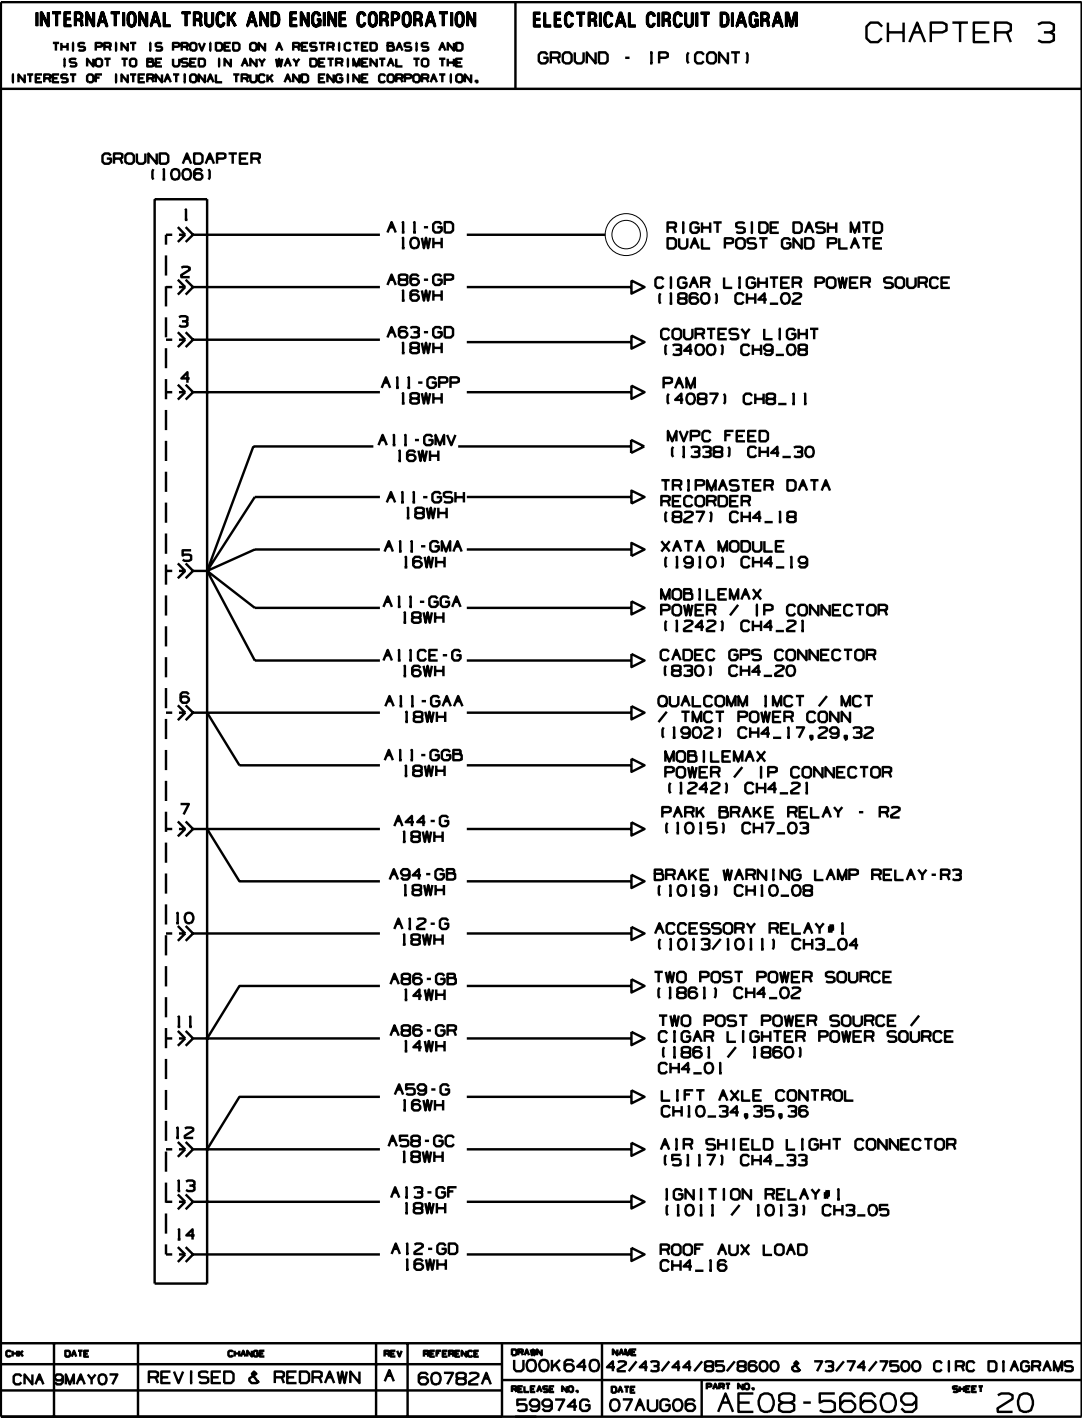 INTERNATIONAL TRUCK AND ENGINE CORPORATION
THIS PRINT IS PROVIDED ON A RESTRICTED BASIS AND
IS NOT TO BE USED IN ANY WAY DETRIMENTAL TO THE
INTEREST OF INTERNATIONAL TRUCK AND ENGINE CORPORATION.
ELECTRICAL CIRCUIT DIAGRAM
GROUND - IP (CONT)
CHAPTER 3
GROUND ADAPTER
(1006)
1
A11-GD
10WH
RIGHT SIDE DASH MTD
DUAL POST GND PLATE
2
A86-GP
16WH
CIGAR LIGHTER POWER SOURCE
(1860) CH4_02
3
A63-GD
18WH
COURTESY LIGHT
(3400) CH9_08
4
A11-GPP
18WH
PAM
(4087) CH8_11
A11-GMV
16WH
MVPC FEED
(1338) CH4_30
A11-GSH
18WH
TRIPMASTER DATA
RECORDER
(827) CH4_18
5
A11-GMA
16WH
XATA MODULE
(1910) CH4_19
A11-GGA
18WH
MOBILEMAX
POWER / IP CONNECTOR
(1242) CH4_21
A11CE-G
16WH
CADEC GPS CONNECTOR
(830) CH4_20
6
A11-GAA
18WH
QUALCOMM IMCT / MCT
/ TMCT POWER CONN
(1902) CH4_17,29,32
A11-GGB
18WH
MOBILEMAX
POWER / IP CONNECTOR
(1242) CH4_21
7
A44-G
18WH
PARK BRAKE RELAY - R2
(1015) CH7_03
A94-GB
18WH
BRAKE WARNING LAMP RELAY-R3
(1019) CH10_08
10
A12-G
18WH
ACCESSORY RELAY#1
(1013/1011) CH3_04
A86-GB
14WH
TWO POST POWER SOURCE
(1861) CH4_02
11
A86-GR
14WH
TWO POST POWER SOURCE /
CIGAR LIGHTER POWER SOURCE
(1861 / 1860)
CH4_01
A59-G
16WH
LIFT AXLE CONTROL
CH10_34,35,36
12
A58-GC
18WH
AIR SHIELD LIGHT CONNECTOR
(5117) CH4_33
13
A13-GF
18WH
IGNITION RELAY#1
(1011 / 1013) CH3_05
14
A12-GD
16WH
ROOF AUX LOAD
CH4_16
CHK DATE CHANGE REV REFERENCE
CNA 9MAY07 REVISED & REDRAWN A 60782A
DRAWN
U00K640
NAME
42/43/44/85/8600 & 73/74/7500 CIRC DIAGRAMS
RELEASE NO.
59974G
DATE
07AUG06
PART NO.
AE08-56609
SHEET
20